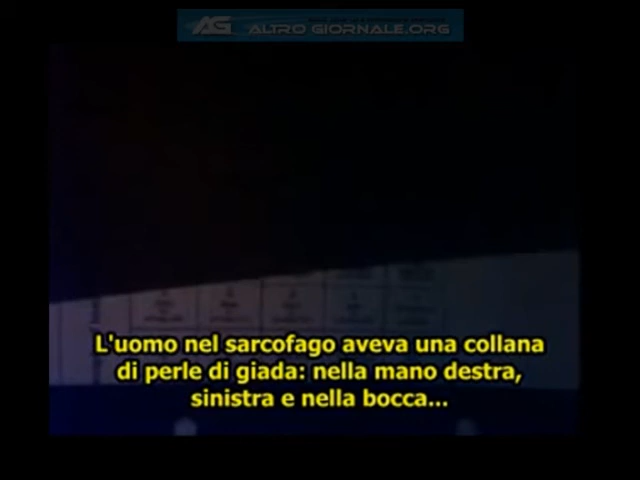 AG ALTRO GIORNALE.ORG
L'uomo nel sarcofago aveva una collana
di perle di giada: nella mano destra,
sinistra e nella bocca...